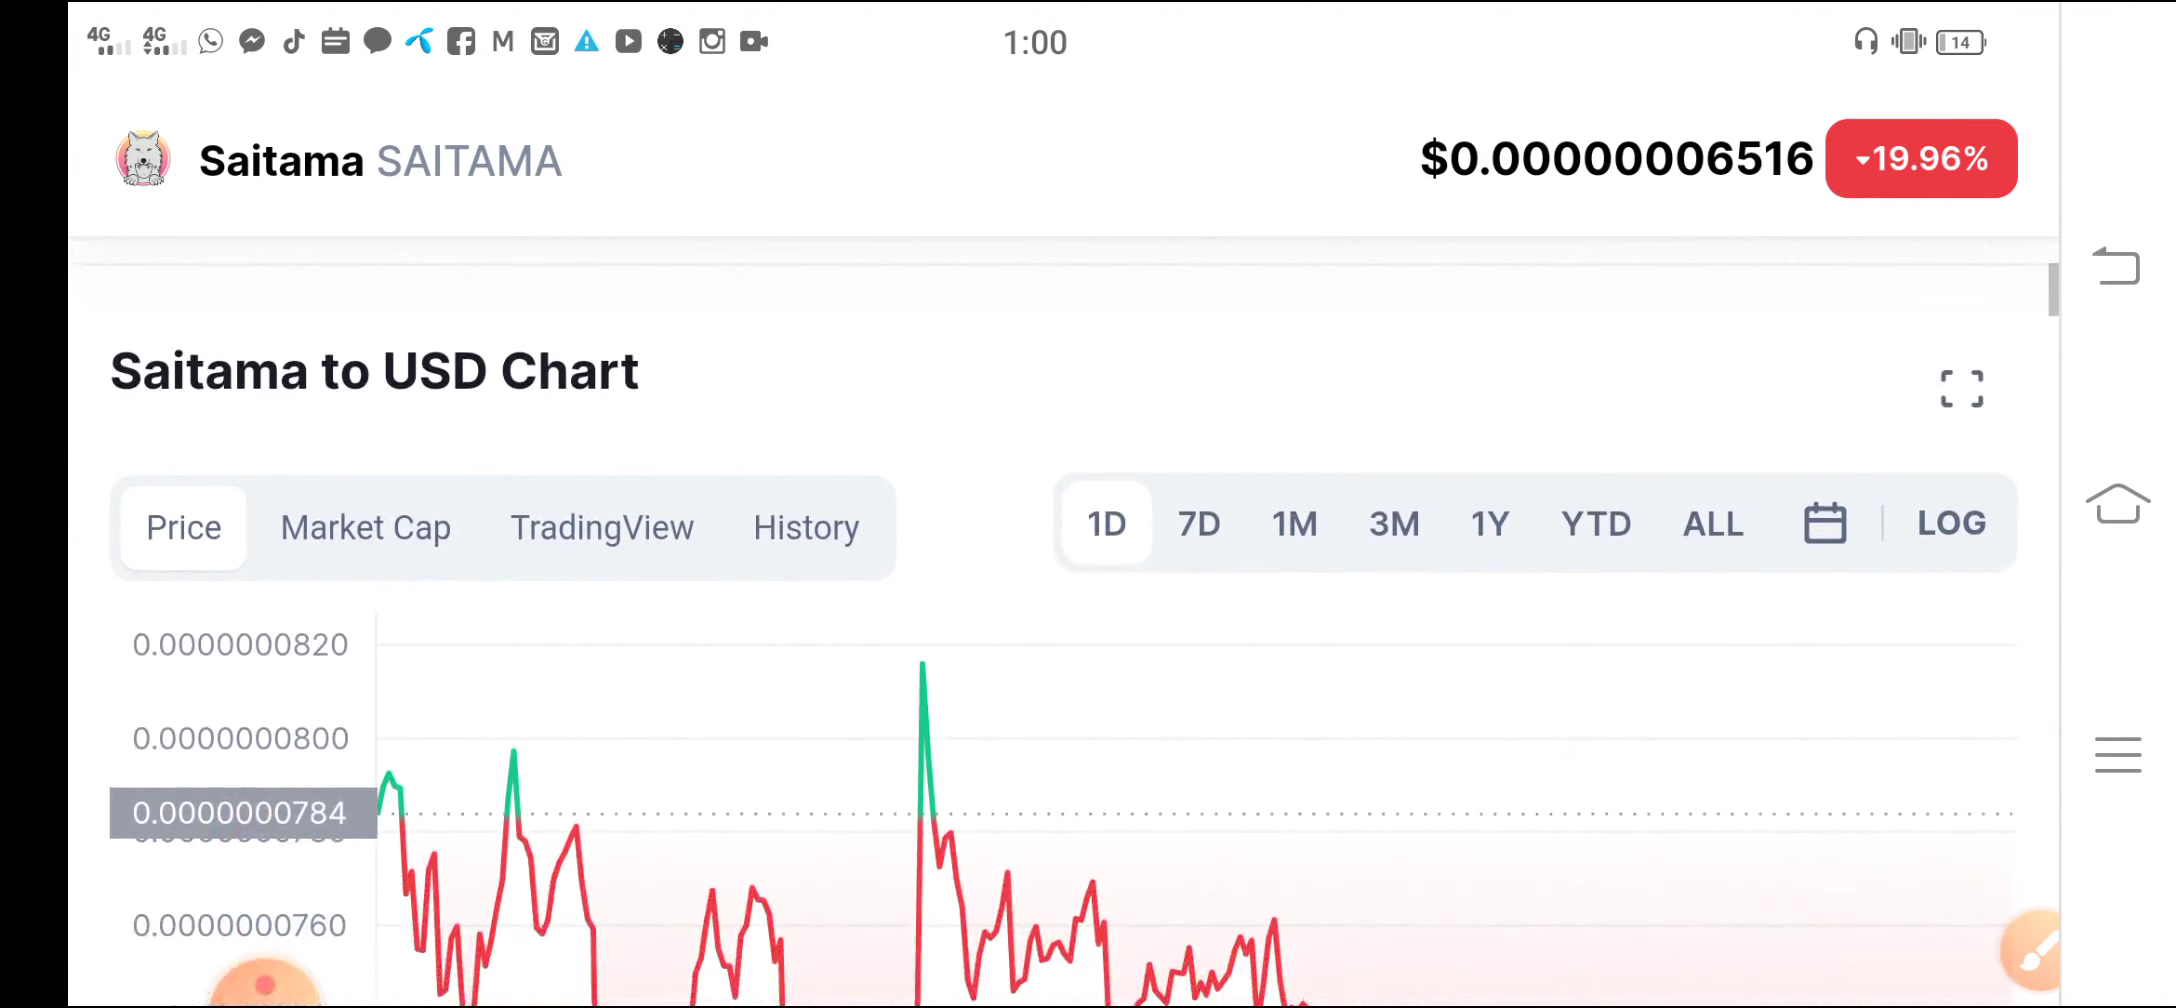 4G 4G M 1:00 14
Saitama SAITAMA $0.00000006516 19.96%
Saitama to USD Chart
Price Market Cap TradingView History 1D 7D 1M 3M 1Y YTD ALL LOG
0.0000000820
0.0000000800
0.0000000784
0.0000000760